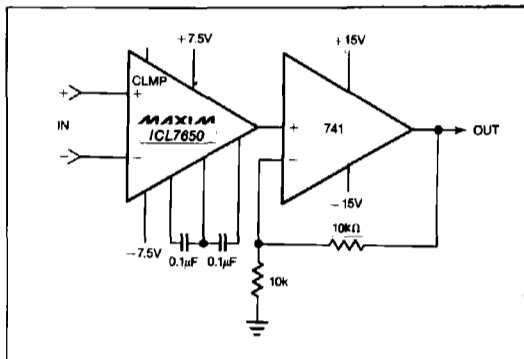 +7.5V
+15V
CLMP
+
+
IN
MAXIM
ICL7650
+
741
OUT
−
−
−
−7.5V
−15V
0.1μF
0.1μF
10kΩ
10k